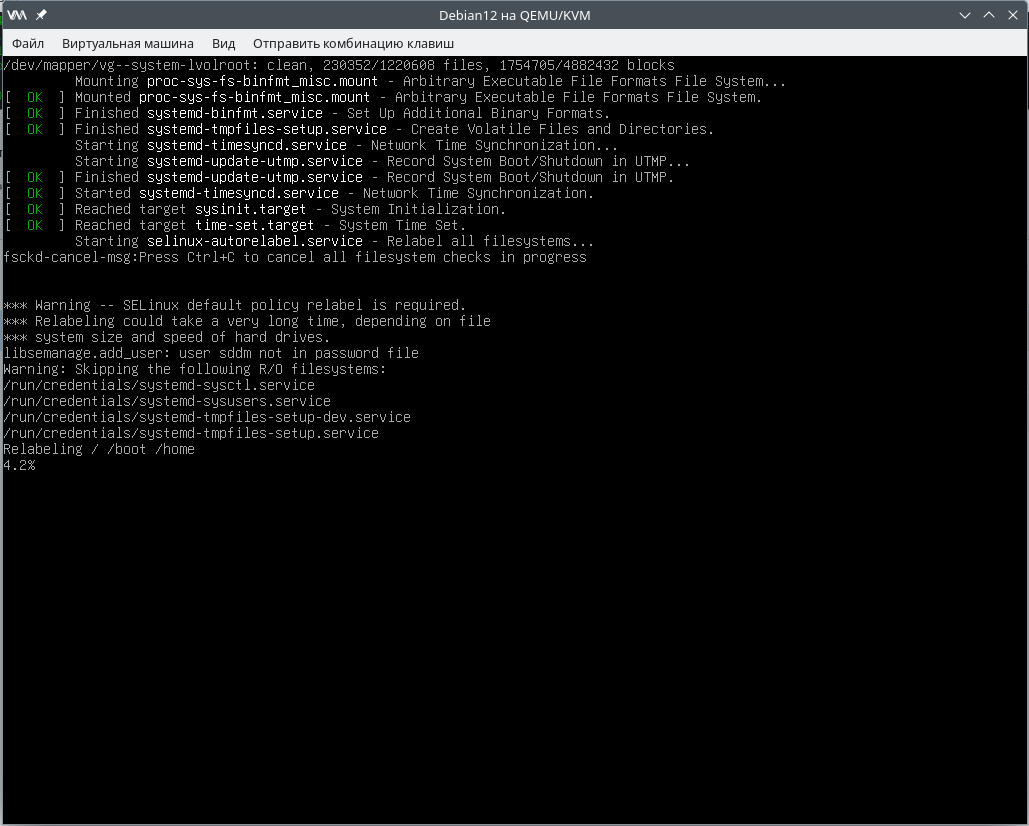 Debian12 на QEMU/KVM
Файл Виртуальная машина Вид Отправить комбинацию клавиш
/dev/mapper/vg--system-lvolroot: clean, 230352/1220608 files, 1754705/4882432 blocks
Mounting proc-sys-fs-binfmt_misc.mount - Arbitrary Executable File Formats File System...
[  OK  ] Mounted proc-sys-fs-binfmt_misc.mount - Arbitrary Executable File Formats File System.
[  OK  ] Finished systemd-binfmt.service - Set Up Additional Binary Formats.
[  OK  ] Finished systemd-tmpfiles-setup.service - Create Volatile Files and Directories.
Starting systemd-timesyncd.service - Network Time Synchronization...
Starting systemd-update-utmp.service - Record System Boot/Shutdown in UTMP...
[  OK  ] Finished systemd-update-utmp.service - Record System Boot/Shutdown in UTMP.
[  OK  ] Started systemd-timesyncd.service - Network Time Synchronization.
[  OK  ] Reached target sysinit.target - System Initialization.
[  OK  ] Reached target time-set.target - System Time Set.
Starting selinux-autorelabel.service - Relabel all filesystems...
fsckd-cancel-msg:Press Ctrl+C to cancel all filesystem checks in progress
*** Warning -- SELinux default policy relabel is required.
*** Relabeling could take a very long time, depending on file
*** system size and speed of hard drives.
libsemanage.add_user: user sddm not in password file
Warning: Skipping the following R/O filesystems:
/run/credentials/systemd-sysctl.service
/run/credentials/systemd-sysusers.service
/run/credentials/systemd-tmpfiles-setup-dev.service
/run/credentials/systemd-tmpfiles-setup.service
Relabeling / /boot /home
4.2%